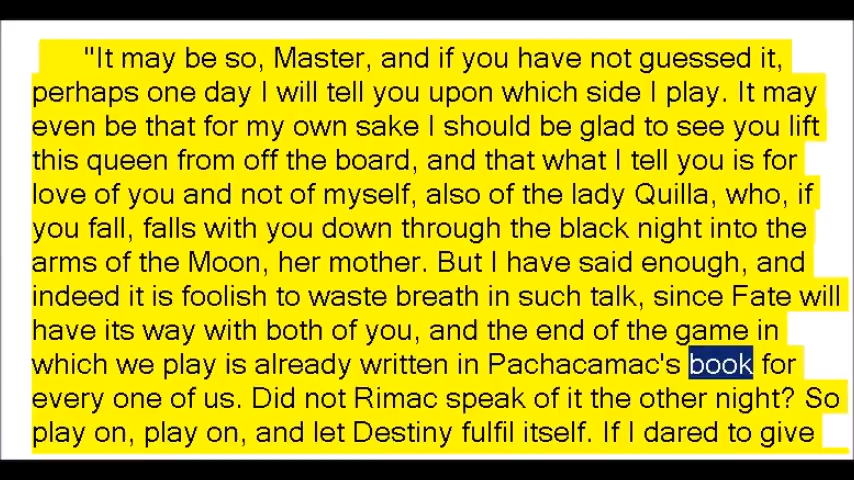 "It may be so, Master, and if you have not guessed it,
perhaps one day I will tell you upon which side I play. It may
even be that for my own sake I should be glad to see you lift
this queen from off the board, and that what I tell you is for
love of you and not of myself, also of the lady Quilla, who, if
you fall, falls with you down through the black night into the
arms of the Moon, her mother. But I have said enough, and
indeed it is foolish to waste breath in such talk, since Fate will
have its way with both of you, and the end of the game in
which we play is already written in Pachacamac's book for
every one of us. Did not Rimac speak of it the other night? So
play on, play on, and let Destiny fulfil itself. If I dared to give